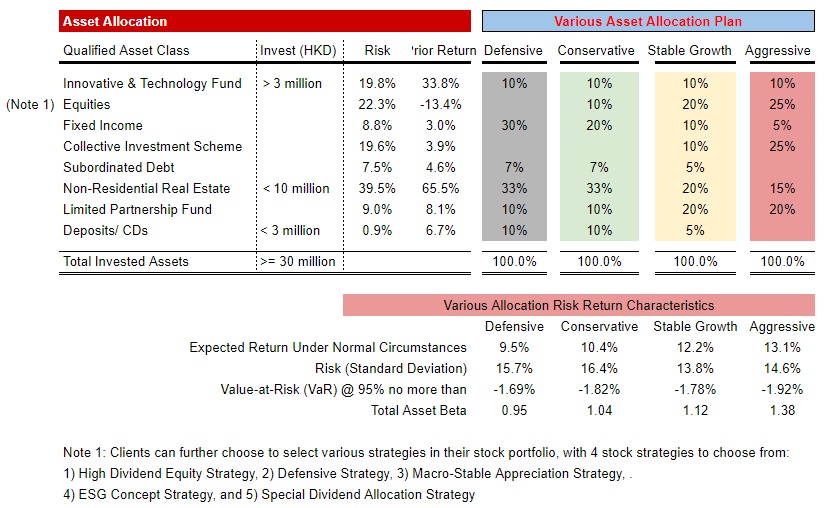 Asset Allocation Various Asset Allocation Plan
Qualified Asset Class Invest (HKD) Risk 'rior Return Defensive Conservative Stable Growth Aggressive
Innovative & Technology Fund > 3 million 19.8% 33.8% 10% 10% 10% 10%
(Note 1) Equities 22.3% -13.4% 10% 20% 25%
Fixed Income 8.8% 3.0% 30% 20% 10% 5%
Collective Investment Scheme 19.6% 3.9% 10% 25%
Subordinated Debt 7.5% 4.6% 7% 7% 5%
Non-Residential Real Estate < 10 million 39.5% 65.5% 33% 33% 20% 15%
Limited Partnership Fund 9.0% 8.1% 10% 10% 20% 20%
Deposits/ CDs < 3 million 0.9% 6.7% 10% 10% 5%
Total Invested Assets >= 30 million 100.0% 100.0% 100.0% 100.0%
Various Allocation Risk Return Characteristics
Defensive Conservative Stable Growth Aggressive
Expected Return Under Normal Circumstances 9.5% 10.4% 12.2% 13.1%
Risk (Standard Deviation) 15.7% 16.4% 13.8% 14.6%
Value-at-Risk (VaR) @ 95% no more than -1.69% -1.82% -1.78% -1.92%
Total Asset Beta 0.95 1.04 1.12 1.38
Note 1: Clients can further choose to select various strategies in their stock portfolio, with 4 stock strategies to choose from:
1) High Dividend Equity Strategy, 2) Defensive Strategy, 3) Macro-Stable Appreciation Strategy, .
4) ESG Concept Strategy, and 5) Special Dividend Allocation Strategy